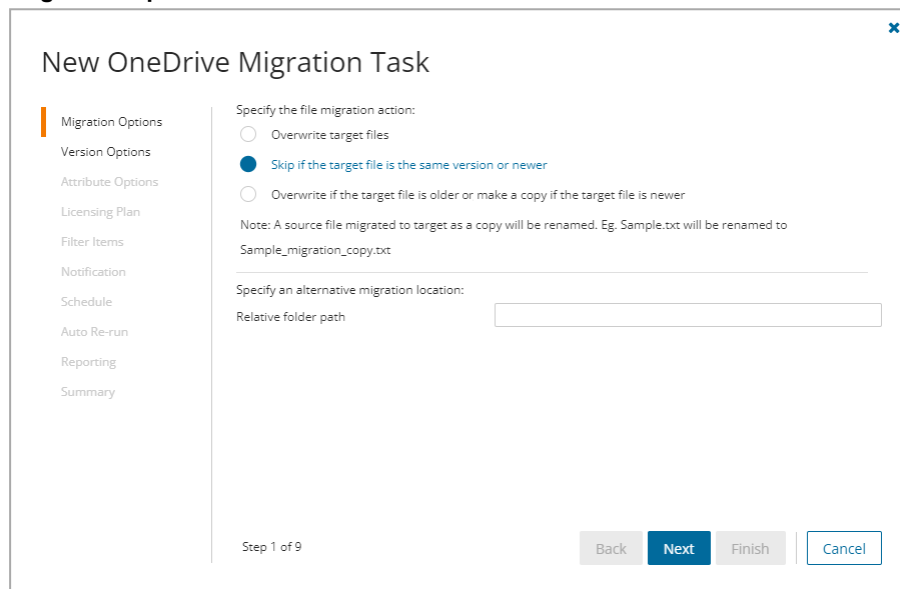 New OneDrive Migration Task
Migration Options
Version Options
Attribute Options
Licensing Plan
Filter Items
Notification
Schedule
Auto Re-run
Reporting
Summary
Specify the file migration action:
Overwrite target files
Skip if the target file is the same version or newer
Overwrite if the target file is older or make a copy if the target file is newer
Note: A source file migrated to target as a copy will be renamed. Eg. Sample.txt will be renamed to
Sample_migration_copy.txt
Specify an alternative migration location:
Relative folder path
Step 1 of 9
Back
Next
Finish
Cancel